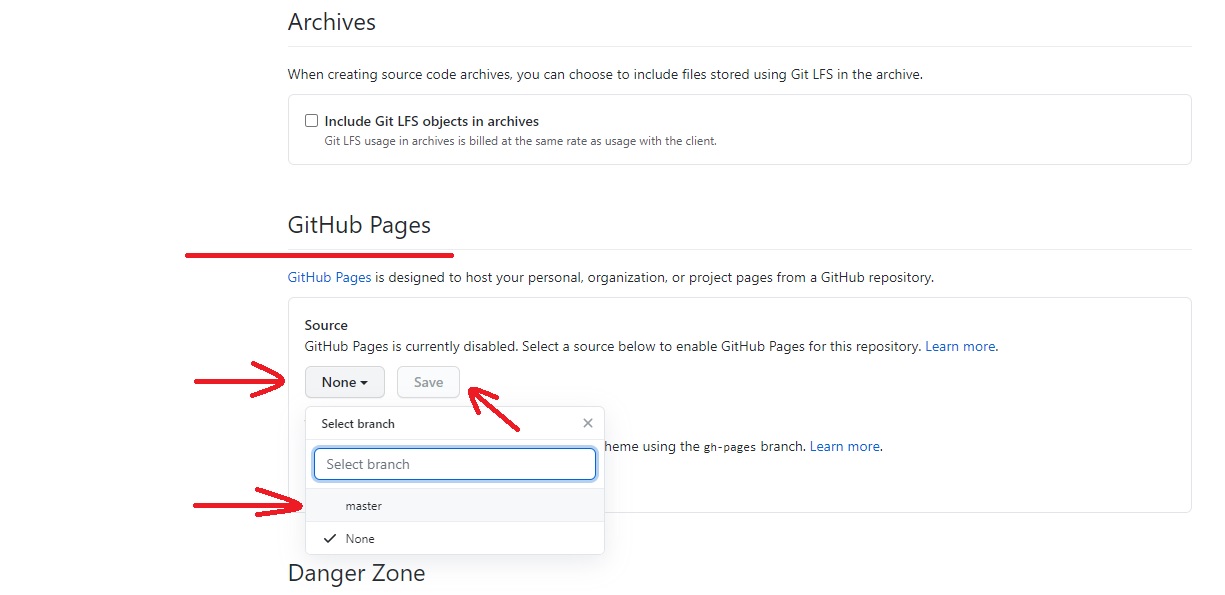 Archives
When creating source code archives, you can choose to include files stored using Git LFS in the archive.
Include Git LFS objects in archives
Git LFS usage in archives is billed at the same rate as usage with the client.
GitHub Pages
GitHub Pages is designed to host your personal, organization, or project pages from a GitHub repository.
Source
GitHub Pages is currently disabled. Select a source below to enable GitHub Pages for this repository. Learn more.
None Save
Select branch
heme using the gh-pages branch. Learn more.
Select branch
master
None
Danger Zone